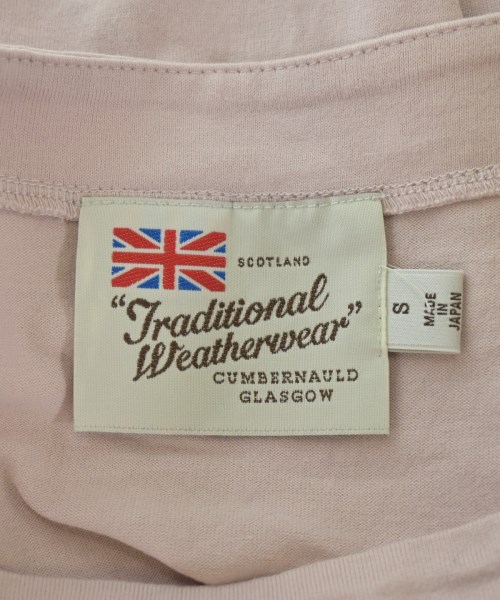 SCOTLAND
"Traditional
Weatherwear"
CUMBERNAULD
GLASGOW
S
MADE
IN
JAPAN